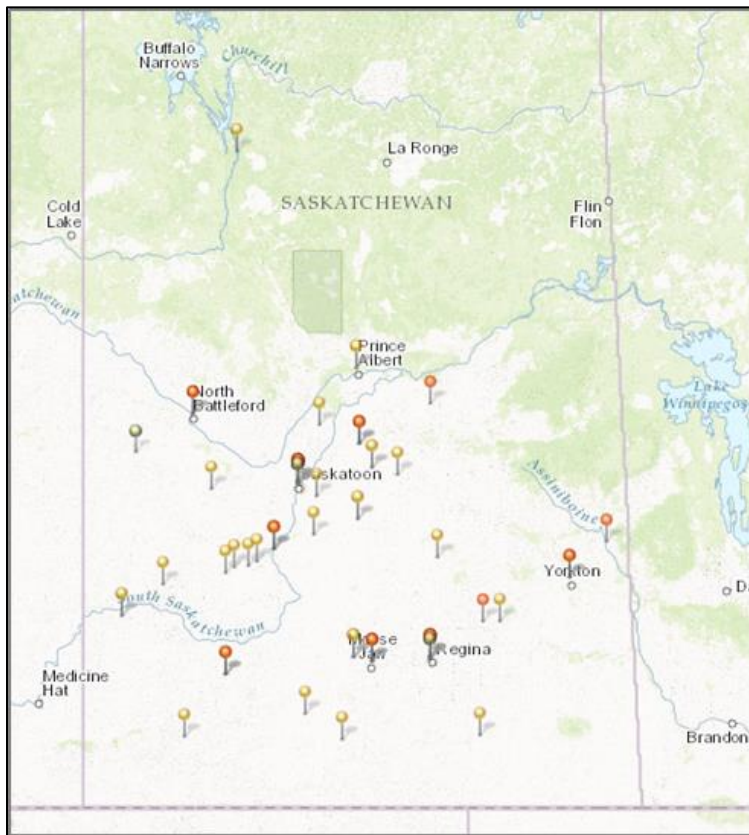 Buffalo
Narrows
Churchill
La Ronge
SASKATCHEWAN
Cold
Lake
Flin
Flon
atchewan
Prince
Albert
North
Battleford
Lake
Winnipegos
skatoon
Assiniboine
Yorkton
D
South Saskatchewan
Regina
Medicine
Hat
Brandon